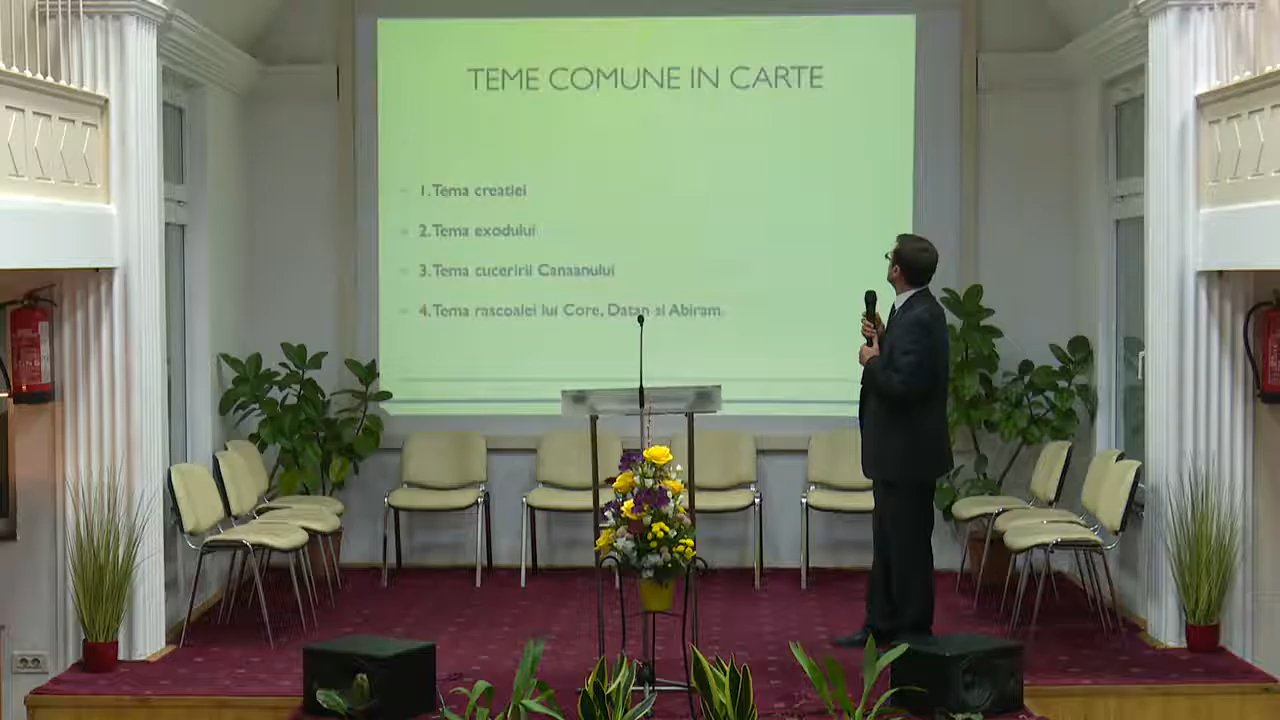 TEME COMUNE IN CARTE
1. Tema creatiei
2. Tema exodului
3. Tema cuceririi Canaanului
4. Tema rascoalei lui Core, Datan si Abiram.